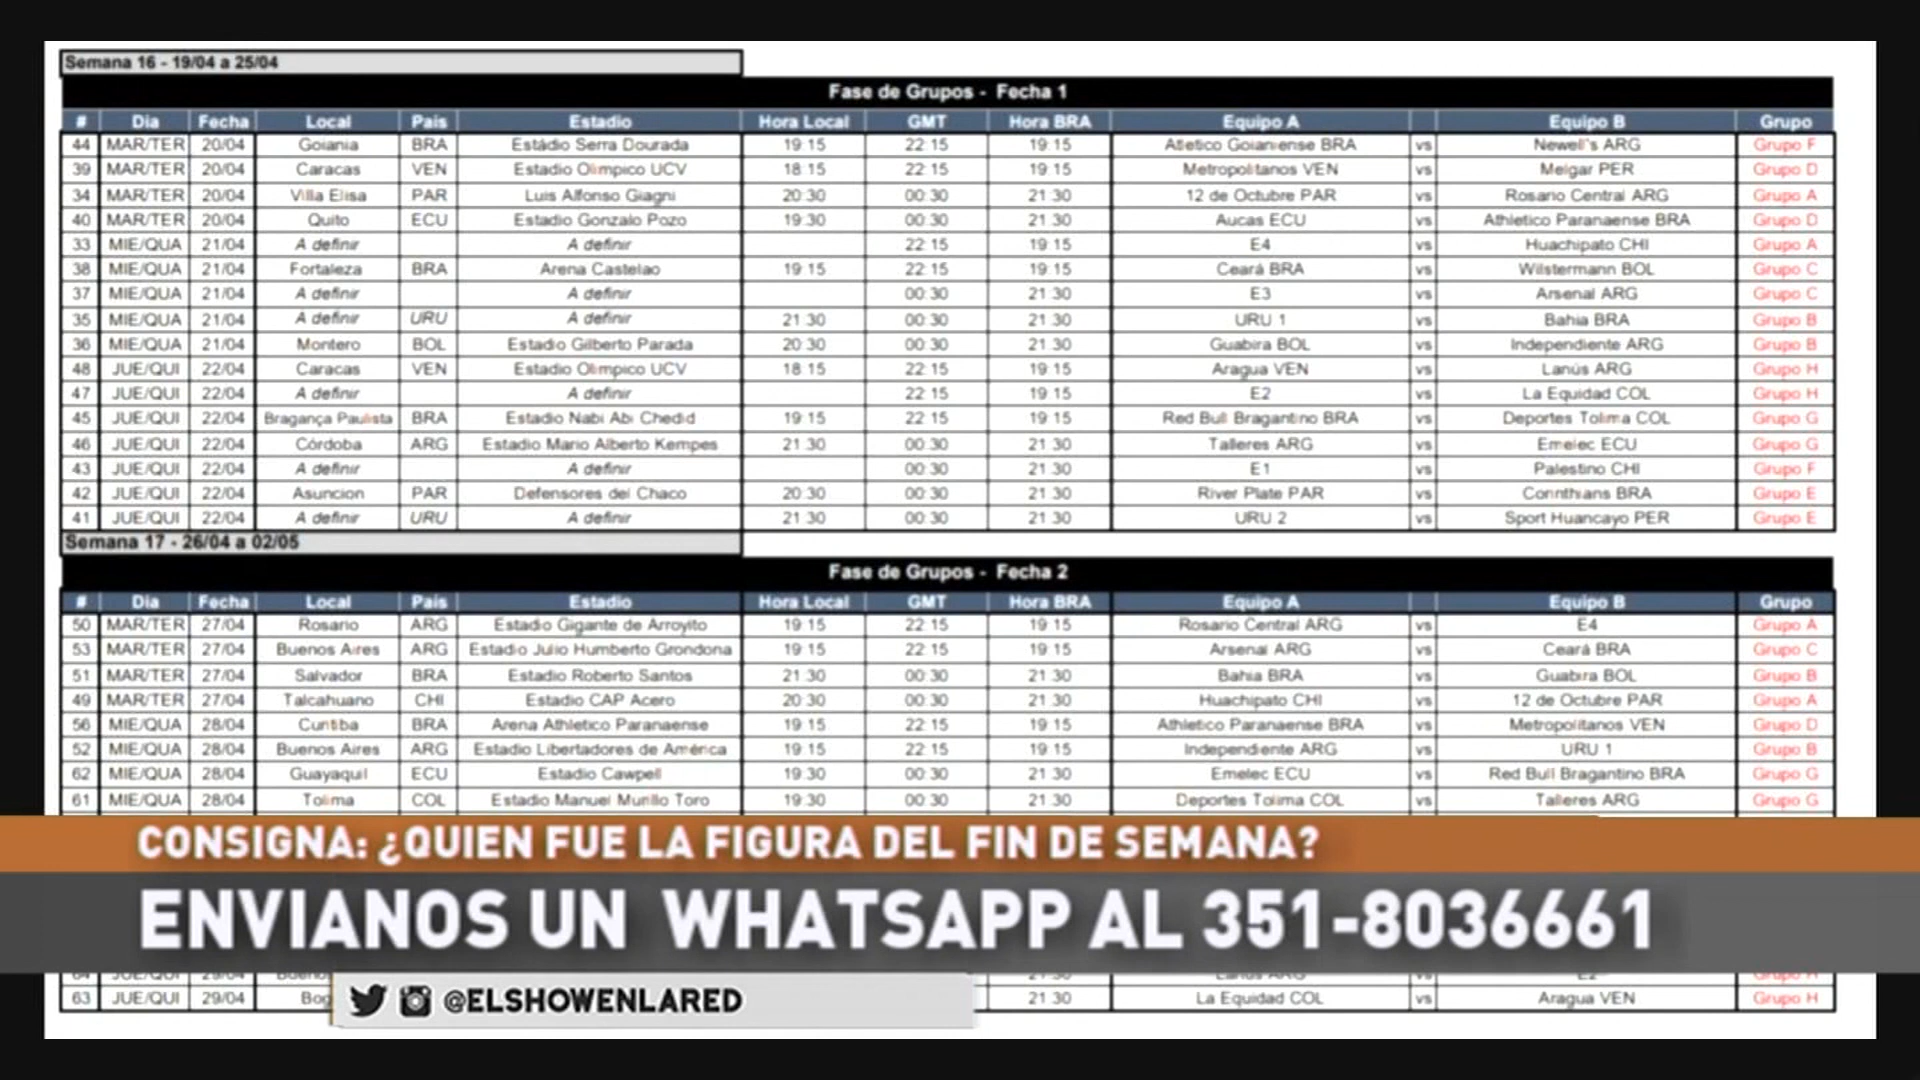 Semana 16 - 19/04 a 25/04
Fase de Grupos - Fecha 1
# Dia Fecha Local Pais Estadio Hora Local GMT Hora BRA Equipo A Equipo B Grupo
44 MAR/TER 20/04 Goiania BRA Estádio Serra Dourada 19:15 22:15 19:15 Atletico Goianiense BRA vs Newell's ARG Grupo F
39 MAR/TER 20/04 Caracas VEN Estadio Olimpico UCV 18:15 22:15 19:15 Metropolitanos VEN vs Melgar PER Grupo D
34 MAR/TER 20/04 Villa Elisa PAR Luis Alfonso Giagni 20:30 00:30 21:30 12 de Octubre PAR vs Rosario Central ARG Grupo A
40 MAR/TER 20/04 Quito ECU Estadio Gonzalo Pozo 19:30 00:30 21:30 Aucas ECU vs Athletico Paranaense BRA Grupo D
33 MIE/QUA 21/04 A definir A definir 22:15 19:15 E4 vs Huachipato CHI Grupo A
38 MIE/QUA 21/04 Fortaleza BRA Arena Castelao 19:15 22:15 19:15 Ceará BRA vs Wilstermann BOL Grupo C
37 MIE/QUA 21/04 A definir A definir 00:30 21:30 E3 vs Arsenal ARG Grupo C
35 MIE/QUA 21/04 A definir URU A definir 21:30 00:30 21:30 URU 1 vs Bahia BRA Grupo B
36 MIE/QUA 21/04 Montero BOL Estadio Gilberto Parada 20:30 00:30 21:30 Guabira BOL vs Independiente ARG Grupo B
48 JUE/QUI 22/04 Caracas VEN Estadio Olimpico UCV 18:15 22:15 19:15 Aragua VEN vs Lanús ARG Grupo H
47 JUE/QUI 22/04 A definir A definir 22:15 19:15 E2 vs La Equidad COL Grupo H
45 JUE/QUI 22/04 Bragança Paulista BRA Estadio Nabi Abi Chedid 19:15 22:15 19:15 Red Bull Bragantino BRA vs Deportes Tolima COL Grupo G
46 JUE/QUI 22/04 Córdoba ARG Estadio Mario Alberto Kempes 21:30 00:30 21:30 Talleres ARG vs Emelec ECU Grupo G
43 JUE/QUI 22/04 A definir A definir 00:30 21:30 E1 vs Palestino CHI Grupo F
42 JUE/QUI 22/04 Asuncion PAR Defensores del Chaco 20:30 00:30 21:30 River Plate PAR vs Corinthians BRA Grupo E
41 JUE/QUI 22/04 A definir URU A definir 21:30 00:30 21:30 URU 2 vs Sport Huancayo PER Grupo E
Semana 17 - 26/04 a 02/05
Fase de Grupos - Fecha 2
# Dia Fecha Local Pais Estadio Hora Local GMT Hora BRA Equipo A Equipo B Grupo
50 MAR/TER 27/04 Rosario ARG Estadio Gigante de Arroyito 19:15 22:15 19:15 Rosario Central ARG vs E4 Grupo A
53 MAR/TER 27/04 Buenos Aires ARG Estadio Julio Humberto Grondona 19:15 22:15 19:15 Arsenal ARG vs Ceará BRA Grupo C
51 MAR/TER 27/04 Salvador BRA Estadio Roberto Santos 21:30 00:30 21:30 Bahia BRA vs Guabira BOL Grupo B
49 MAR/TER 27/04 Talcahuano CHI Estadio CAP Acero 20:30 00:30 21:30 Huachipato CHI vs 12 de Octubre PAR Grupo A
56 MIE/QUA 28/04 Curitiba BRA Arena Athletico Paranaense 19:15 22:15 19:15 Athletico Paranaense BRA vs Metropolitanos VEN Grupo D
52 MIE/QUA 28/04 Buenos Aires ARG Estadio Libertadores de América 19:15 22:15 19:15 Independiente ARG vs URU 1 Grupo B
62 MIE/QUA 28/04 Guayaquil ECU Estadio Cawpell 19:30 00:30 21:30 Emelec ECU vs Red Bull Bragantino BRA Grupo G
61 MIE/QUA 28/04 Tolima COL Estadio Manuel Murillo Toro 19:30 00:30 21:30 Deportes Tolima COL vs Talleres ARG Grupo G
CONSIGNA: ¿QUIEN FUE LA FIGURA DEL FIN DE SEMANA?
ENVIANOS UN WHATSAPP AL 351-8036661
64 JUE/QUI 29/04 21:30 Lanús ARG vs E2 Grupo H
63 JUE/QUI 29/04 Bog 21:30 La Equidad COL vs Aragua VEN Grupo H
@ELSHOWENLARED